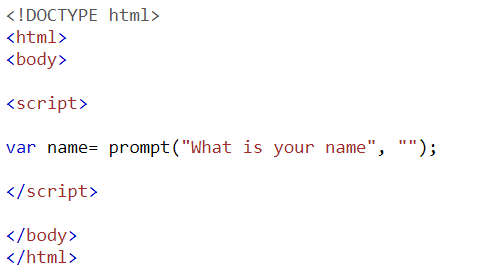 <!DOCTYPE html>
<html>
<body>
<script>
var name= prompt("What is your name", "");
</script>
</body>
</html>